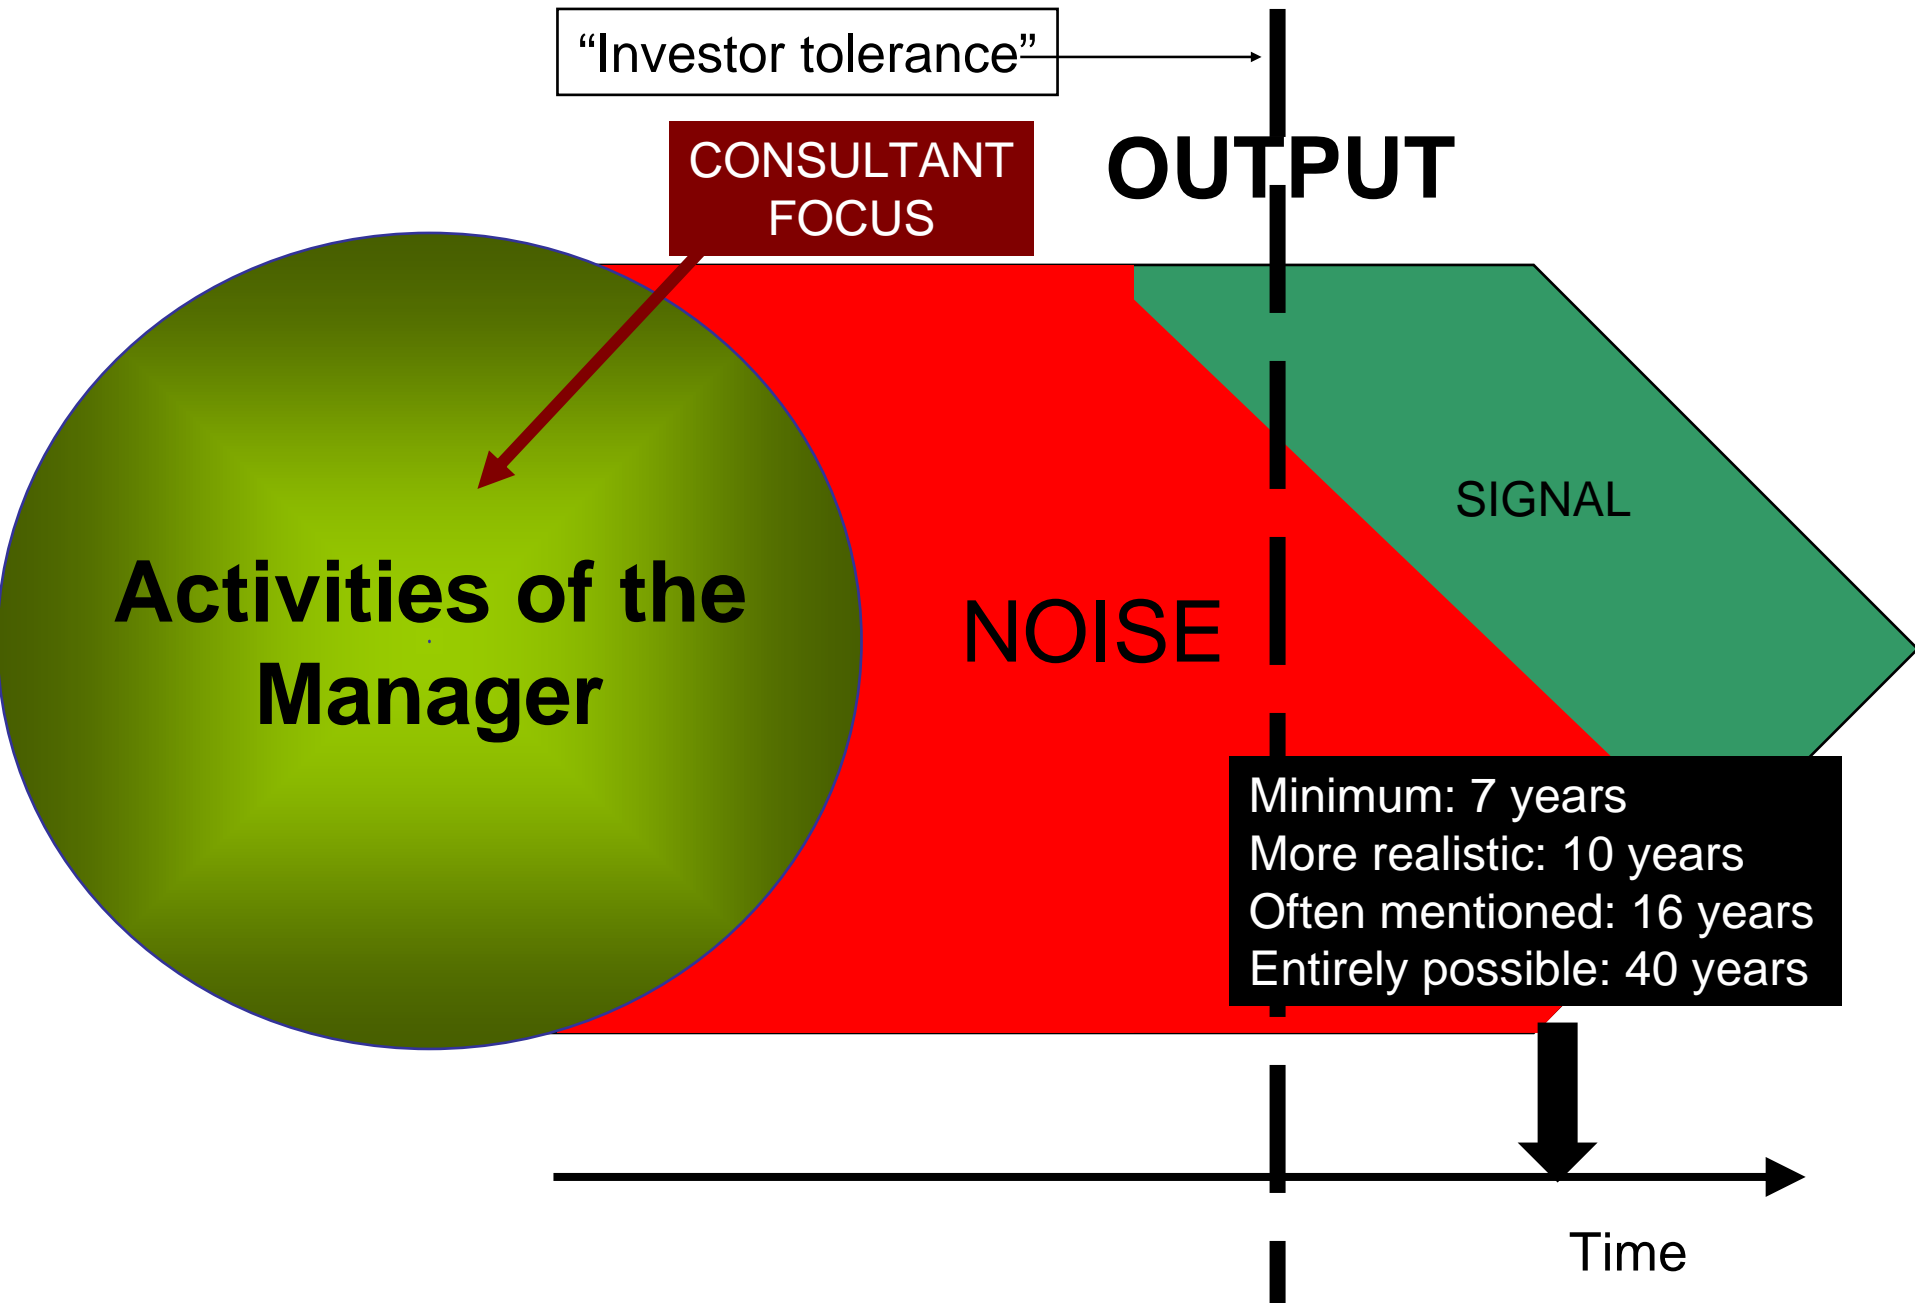 “Investor tolerance”
CONSULTANT
FOCUS
OUTPUT
SIGNAL
Activities of the
Manager
NOISE
Minimum: 7 years
More realistic: 10 years
Often mentioned: 16 years
Entirely possible: 40 years
Time